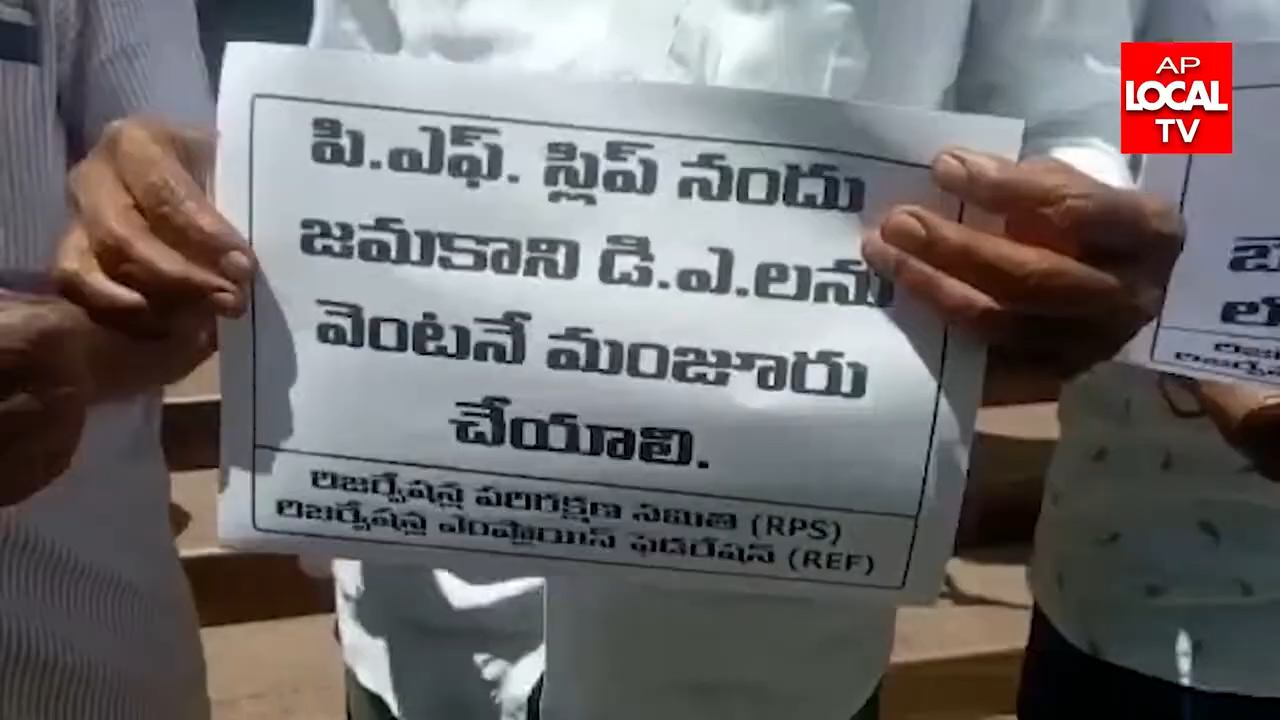 AP
LOCAL
TV
పి.ఎఫ్. స్లిప్ నందు
జమకాని డి.ఎ.లను
వెంటనే మంజూరు
చేయాలి.
రిజర్వేషన్ల పరిరక్షణ సమితి (RPS)
రిజర్వేషన్ల ఎంప్లాయిస్ ఫెడరేషన్ (REF)